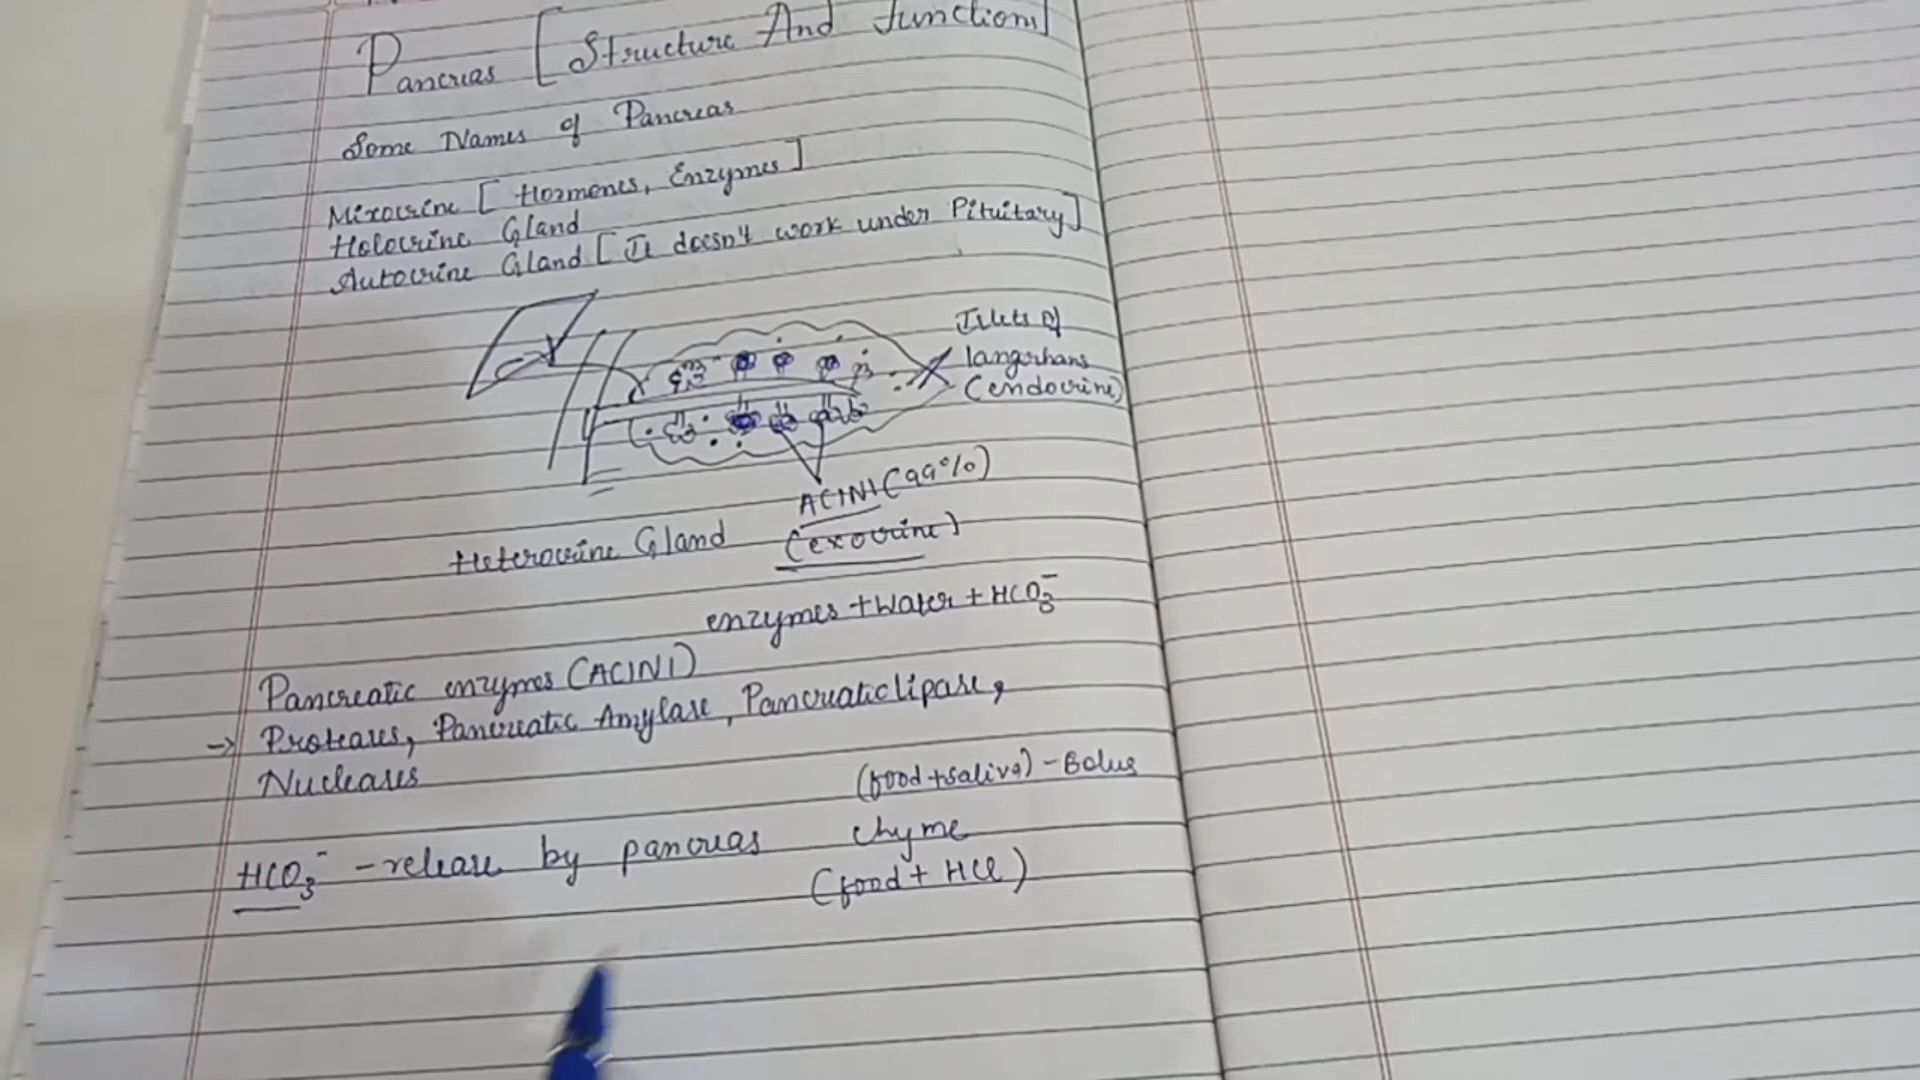 Pancreas [Structure And Functions]
Some Names of Pancreas
Mixocrine [Hormones, Enzymes]
Holocrine Gland
Autocrine Gland [It doesn't work under Pituitary]
Islets of
langerhans
(endocrine)
ACINI (99%)
Heterocrine Gland (exocrine)
enzymes + Water + HCO3-
Pancreatic enzymes (ACINI)
→ Proteases, Pancreatic Amylase, Pancreatic lipase,
Nucleases
(food + saliva) - Bolus
HCO3- - release by pancreas chyme
(food + HCl)